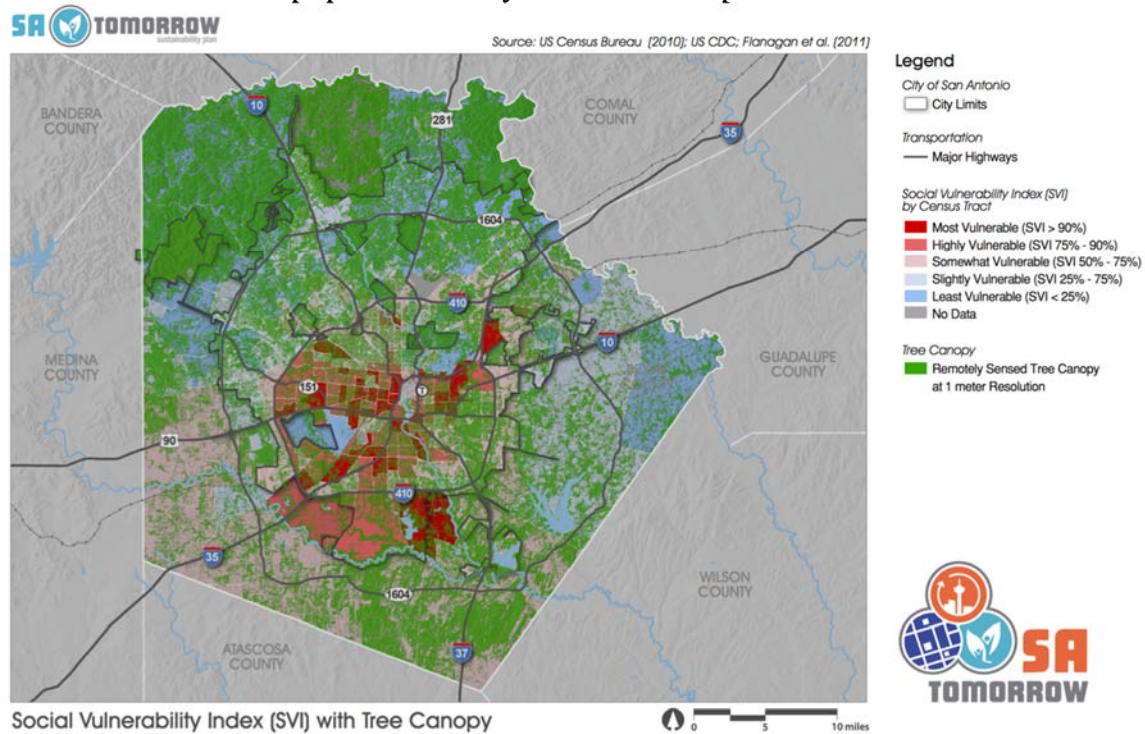 SA TOMORROW
sustainability plan
Source: US Census Bureau (2010); US CDC; Flanagan et al. (2011)
Legend
City of San Antonio
City Limits
Transportation
Major Highways
Social Vulnerability Index (SVI)
by Census Tract
Most Vulnerable (SVI > 90%)
Highly Vulnerable (SVI 75% - 90%)
Somewhat Vulnerable (SVI 50% - 75%)
Slightly Vulnerable (SVI 25% - 75%)
Least Vulnerable (SVI < 25%)
No Data
Tree Canopy
Remotely Sensed Tree Canopy
at 1 meter Resolution
BANDERA
COUNTY
COMAL
COUNTY
10
281
35
1604
410
10
MEDINA
COUNTY
GUADALUPE
COUNTY
151
90
410
35
1604
WILSON
COUNTY
ATASCOSA
COUNTY
37
SA
TOMORROW
Social Vulnerability Index (SVI) with Tree Canopy
0 5 10 miles